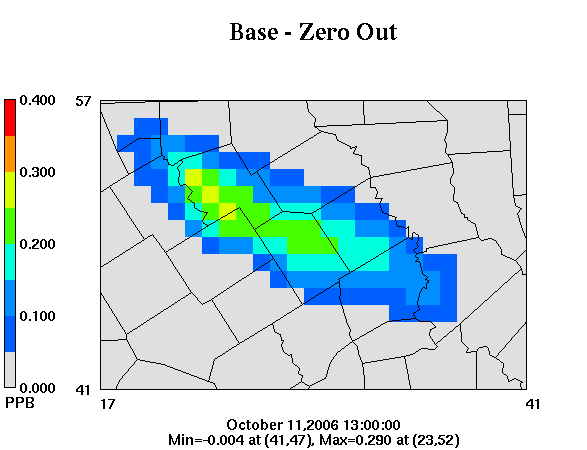 Base - Zero Out
0.400
0.300
0.200
0.100
0.000
PPB
57
41
17
41
October 11,2006 13:00:00
Min=-0.004 at (41,47), Max=0.290 at (23,52)